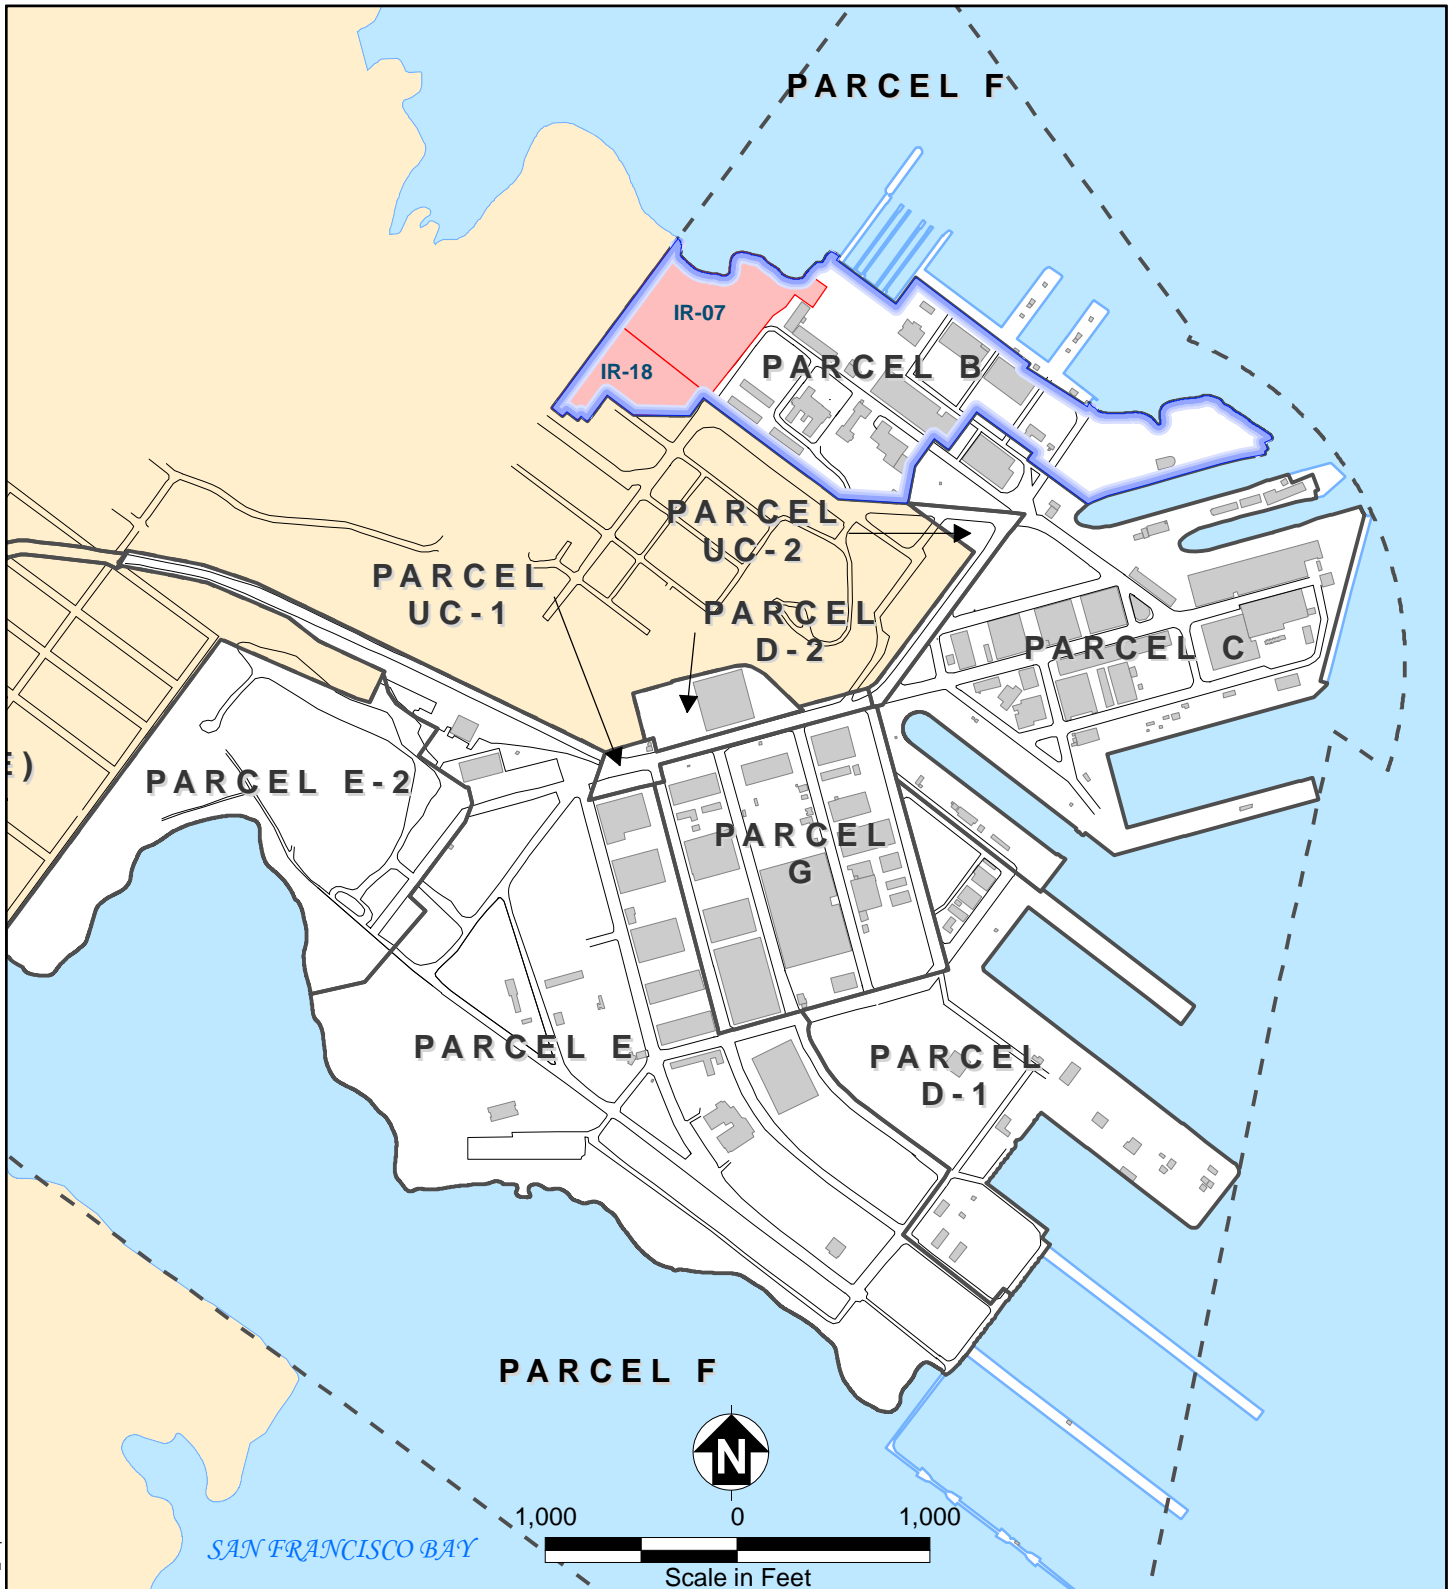 PARCEL F
IR-07
IR-18
PARCEL B
PARCEL
UC-2
PARCEL
UC-1
PARCEL
D-2
PARCEL C
E)
PARCEL E-2
PARCEL
G
PARCEL E
PARCEL
D-1
PARCEL F
N
1,000 0 1,000
SAN FRANCISCO BAY
Scale in Feet